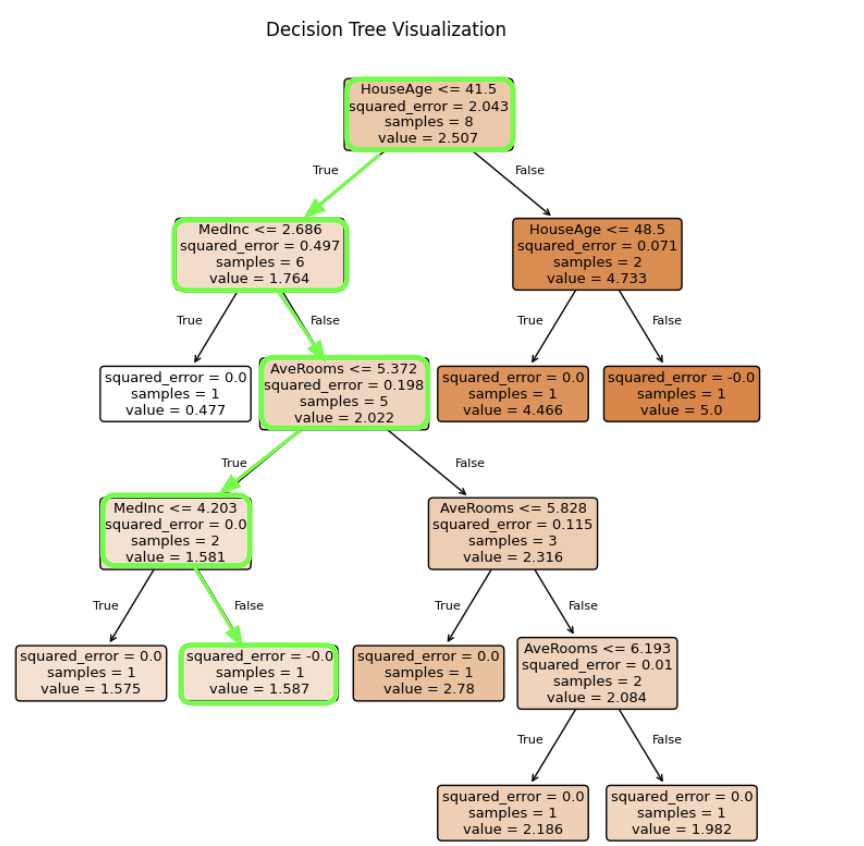 Decision Tree Visualization
HouseAge <= 41.5
squared_error = 2.043
samples = 8
value = 2.507
True
False
MedInc <= 2.686
squared_error = 0.497
samples = 6
value = 1.764
HouseAge <= 48.5
squared_error = 0.071
samples = 2
value = 4.733
True
False
True
False
squared_error = 0.0
samples = 1
value = 0.477
AveRooms <= 5.372
squared_error = 0.198
samples = 5
value = 2.022
squared_error = 0.0
samples = 1
value = 4.466
squared_error = -0.0
samples = 1
value = 5.0
True
False
MedInc <= 4.203
squared_error = 0.0
samples = 2
value = 1.581
AveRooms <= 5.828
squared_error = 0.115
samples = 3
value = 2.316
True
False
True
False
squared_error = 0.0
samples = 1
value = 1.575
squared_error = -0.0
samples = 1
value = 1.587
squared_error = 0.0
samples = 1
value = 2.78
AveRooms <= 6.193
squared_error = 0.01
samples = 2
value = 2.084
True
False
squared_error = 0.0
samples = 1
value = 2.186
squared_error = 0.0
samples = 1
value = 1.982